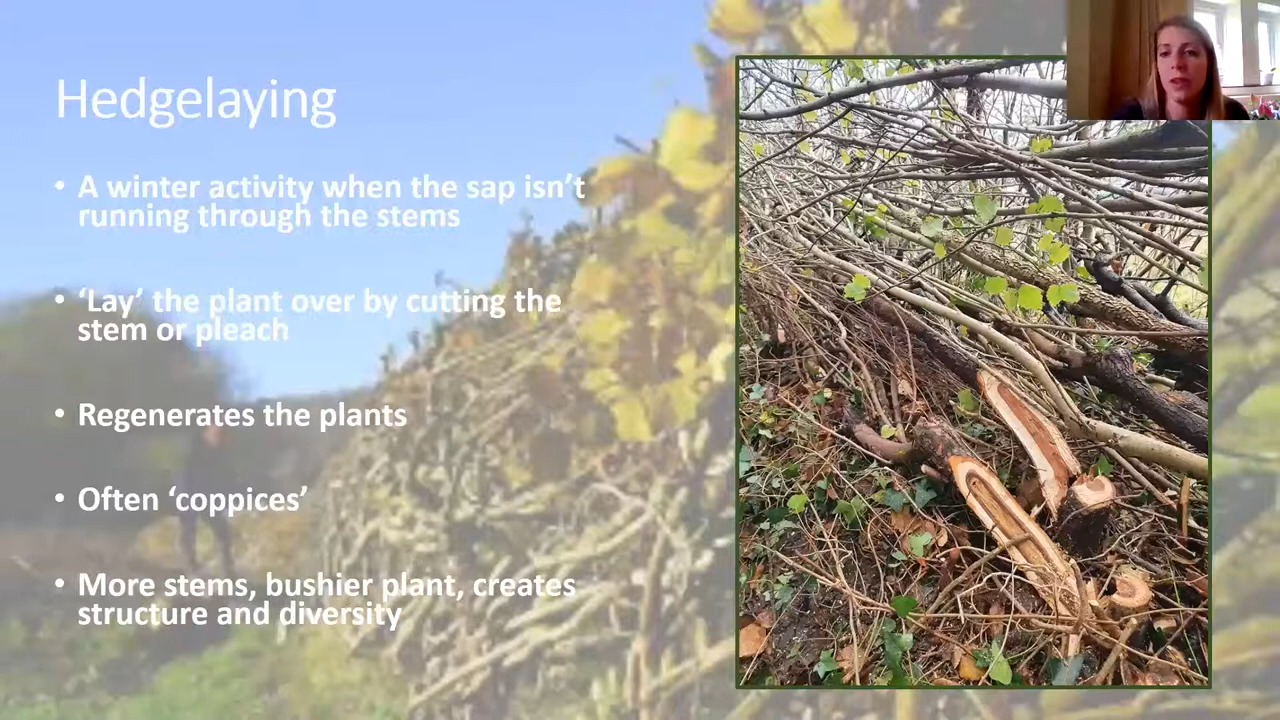 Hedgelaying
• A winter activity when the sap isn’t
running through the stems
• ‘Lay’ the plant over by cutting the
stem or pleach
• Regenerates the plants
• Often ‘coppices’
• More stems, bushier plant, creates
structure and diversity